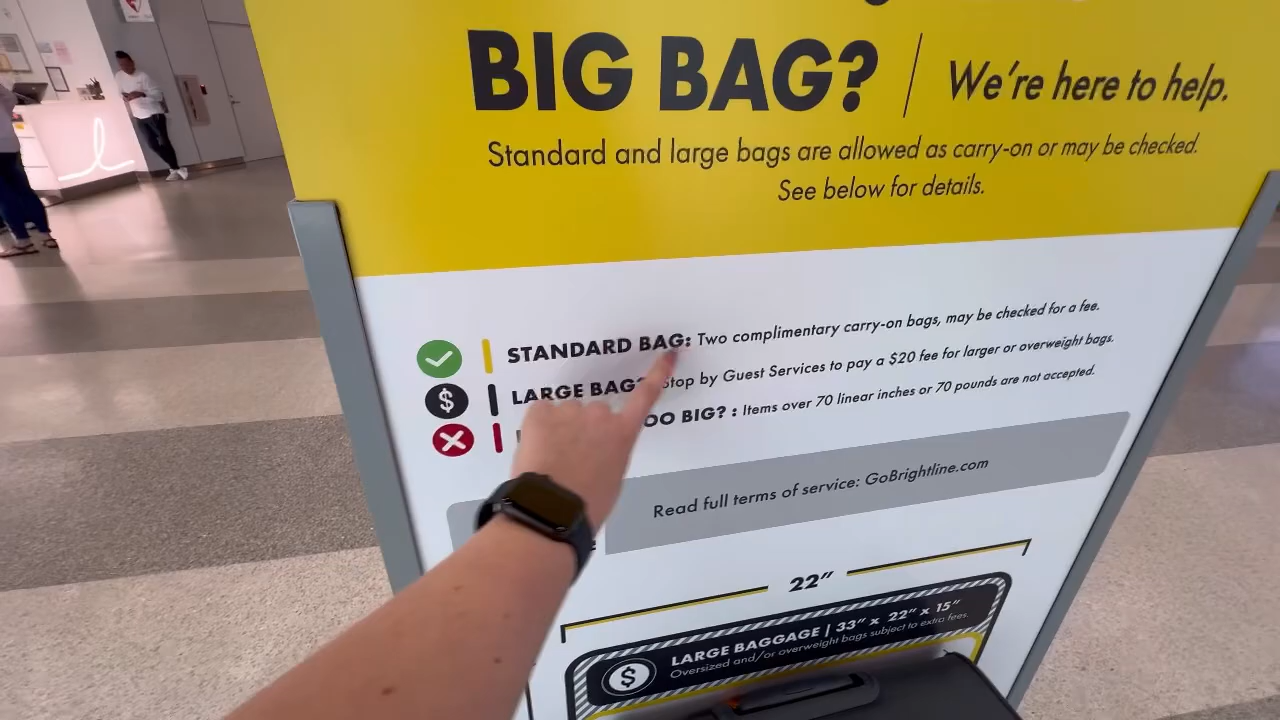 BIG BAG? We're here to help.
Standard and large bags are allowed as carry-on or may be checked.
See below for details.
STANDARD BAG: Two complimentary carry-on bags, may be checked for a fee.
$ LARGE BAG? Stop by Guest Services to pay a $20 fee for larger or overweight bags.
BIG? : Items over 70 linear inches or 70 pounds are not accepted.
Read full terms of service: GoBrightline.com
22"
$ LARGE BAGGAGE | 33" x 22" x 15"
Oversized and/or overweight bags subject to extra fees.